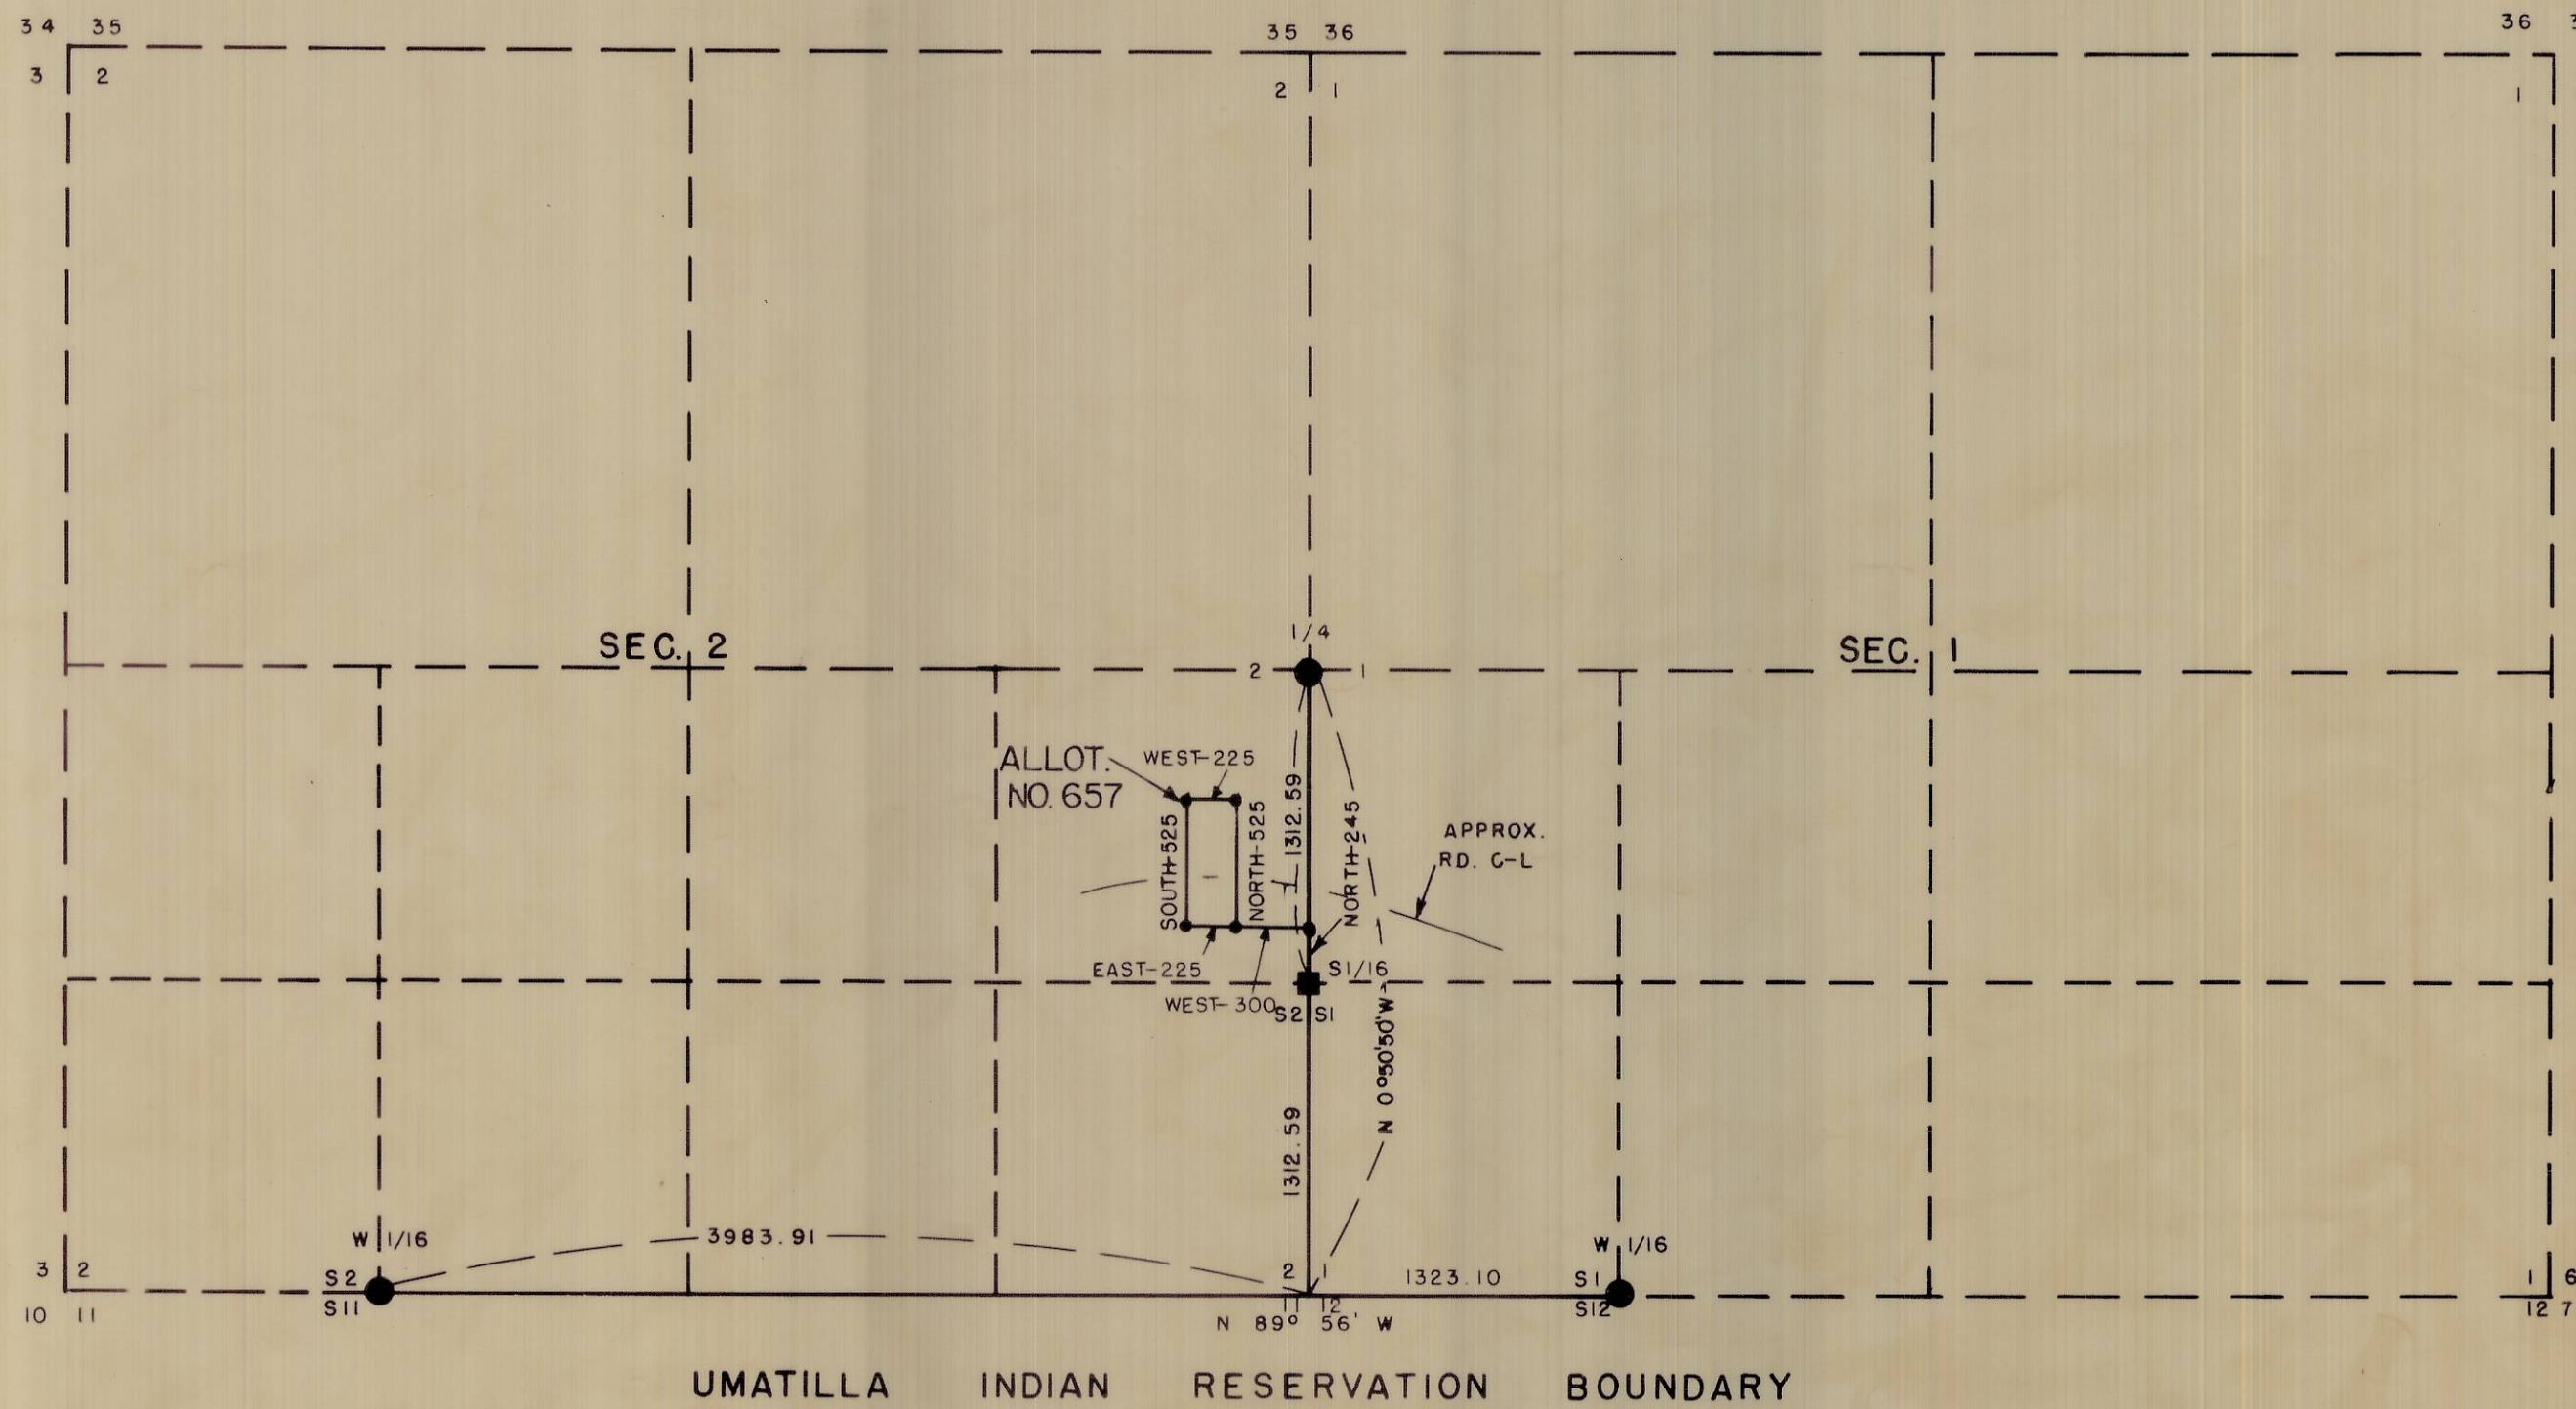 34 35
35 36
36
3 2
2 1
1
1/4
SEC. 2
2 1
SEC. 1
ALLOT.
NO. 657
WEST-225
SOUTH-525
NORTH-525
1312.59
NORTH-245
APPROX.
RD. C-L
EAST-225
S1/16
WEST-300
S2 S1
N 0°50'50"W
1312.59
W 1/16
3983.91
W 1/16
3 2
S2
S11
2 1
11 12
1323.10
S1
S12
1 6
10 11
12 7
N 89° 56' W
UMATILLA INDIAN RESERVATION BOUNDARY